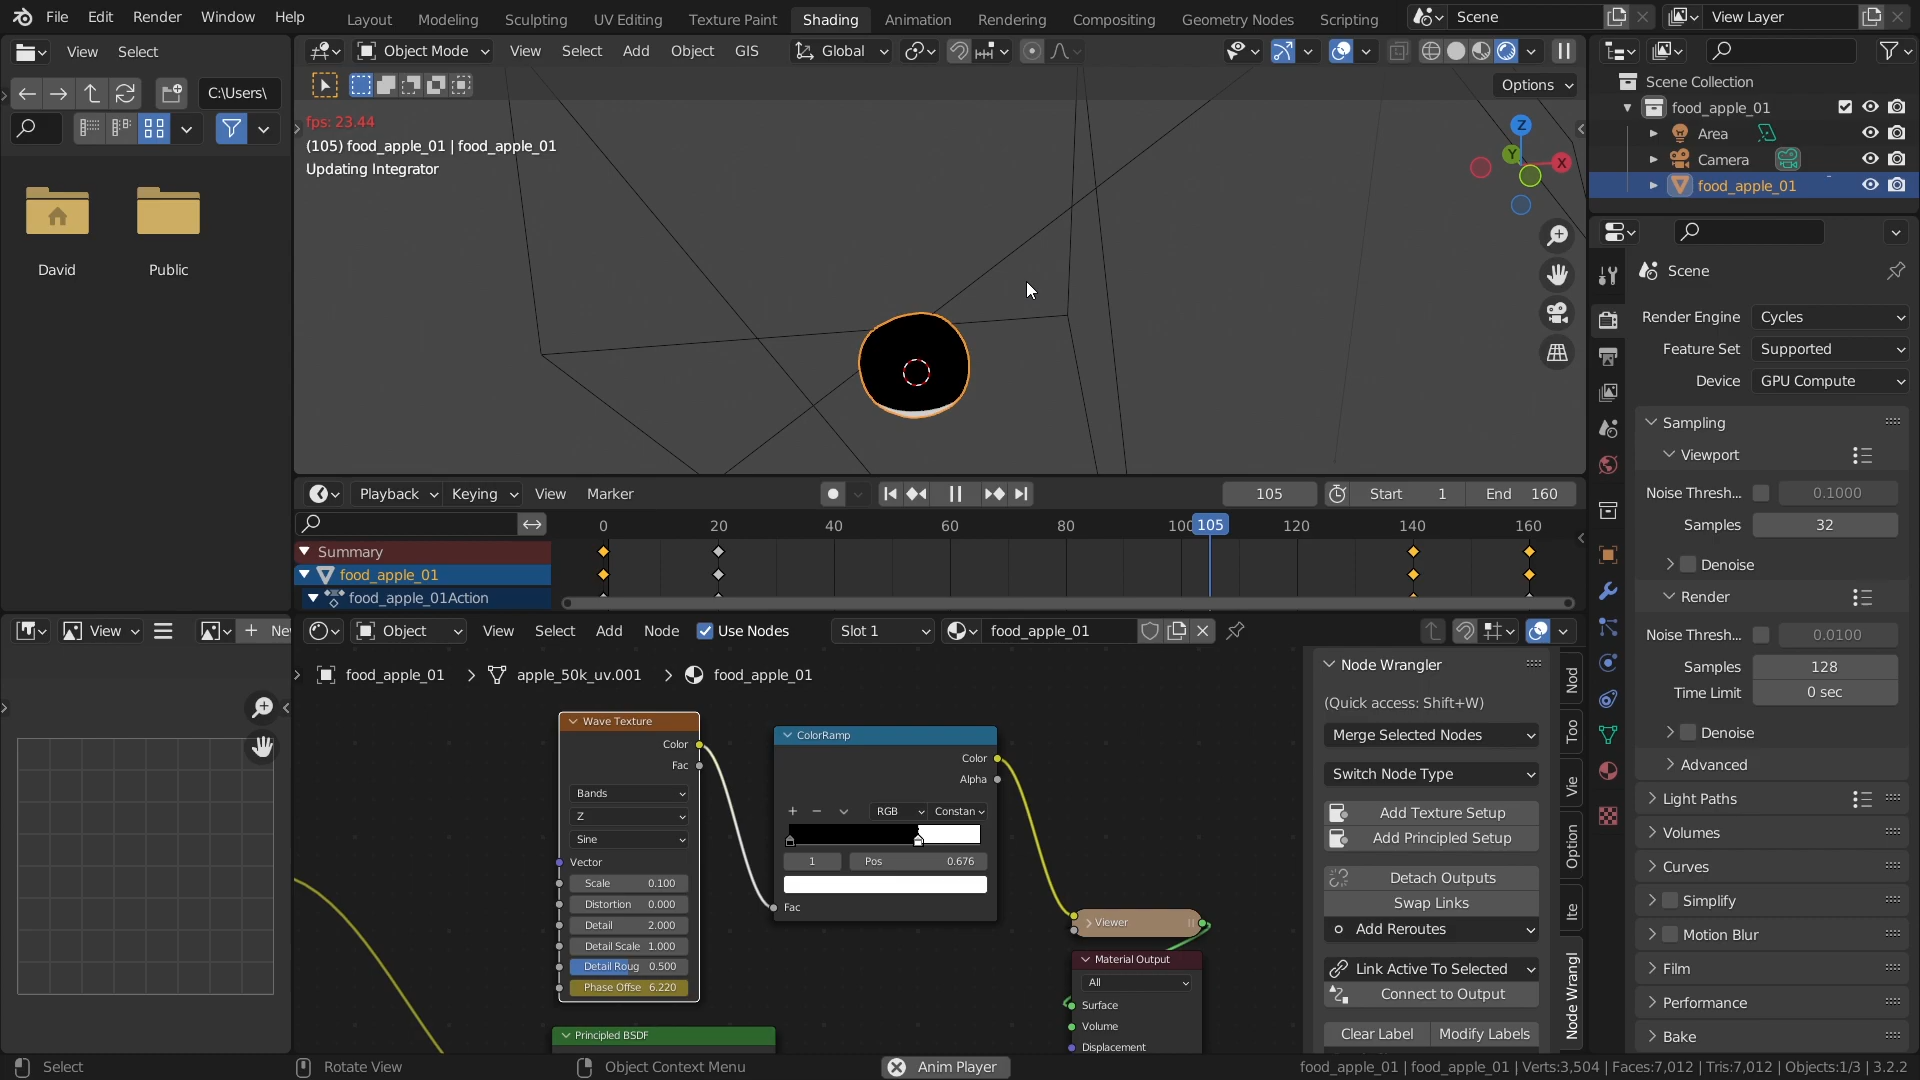 File Edit Render Window Help Layout Modeling Sculpting UV Editing Texture Paint Shading Animation Rendering Compositing Geometry Nodes Scripting Scene View Layer
View Select
Object Mode View Select Add Object GIS Global
Options
C:\Users\
David Public
fps: 23.44
(105) food_apple_01 | food_apple_01
Updating Integrator
Z
Y
X
Scene Collection
food_apple_01
Area
Camera
food_apple_01
Scene
Render Engine Cycles
Feature Set Supported
Device GPU Compute
Sampling
Viewport
Noise Thresh... 0.1000
Samples 32
Denoise
Render
Noise Thresh... 0.0100
Samples 128
Time Limit 0 sec
Denoise
Advanced
Light Paths
Volumes
Curves
Simplify
Motion Blur
Film
Performance
Bake
Playback Keying View Marker 105 Start 1 End 160
0 20 40 60 80 100 105 120 140 160
Summary
food_apple_01
food_apple_01Action
View New
Object View Select Add Node Use Nodes Slot 1 food_apple_01
food_apple_01 > apple_50k_uv.001 > food_apple_01
Wave Texture
Color
Fac
Bands
Z
Sine
Vector
Scale 0.100
Distortion 0.000
Detail 2.000
Detail Scale 1.000
Detail Roug 0.500
Phase Offse 6.220
Principled BSDF
ColorRamp
Color
Alpha
RGB Constan
1 Pos 0.676
Fac
Viewer
Material Output
All
Surface
Volume
Displacement
Node Wrangler
(Quick access: Shift+W)
Merge Selected Nodes
Switch Node Type
Add Texture Setup
Add Principled Setup
Detach Outputs
Swap Links
Add Reroutes
Link Active To Selected
Connect to Output
Clear Label Modify Labels
Nod
Too
Vie
Option
Ite
Node Wrangl
Select Rotate View Object Context Menu Anim Player food_apple_01 | food_apple_01 | Verts:3,504 | Faces:7,012 | Tris:7,012 | Objects:1/3 | 3.2.2